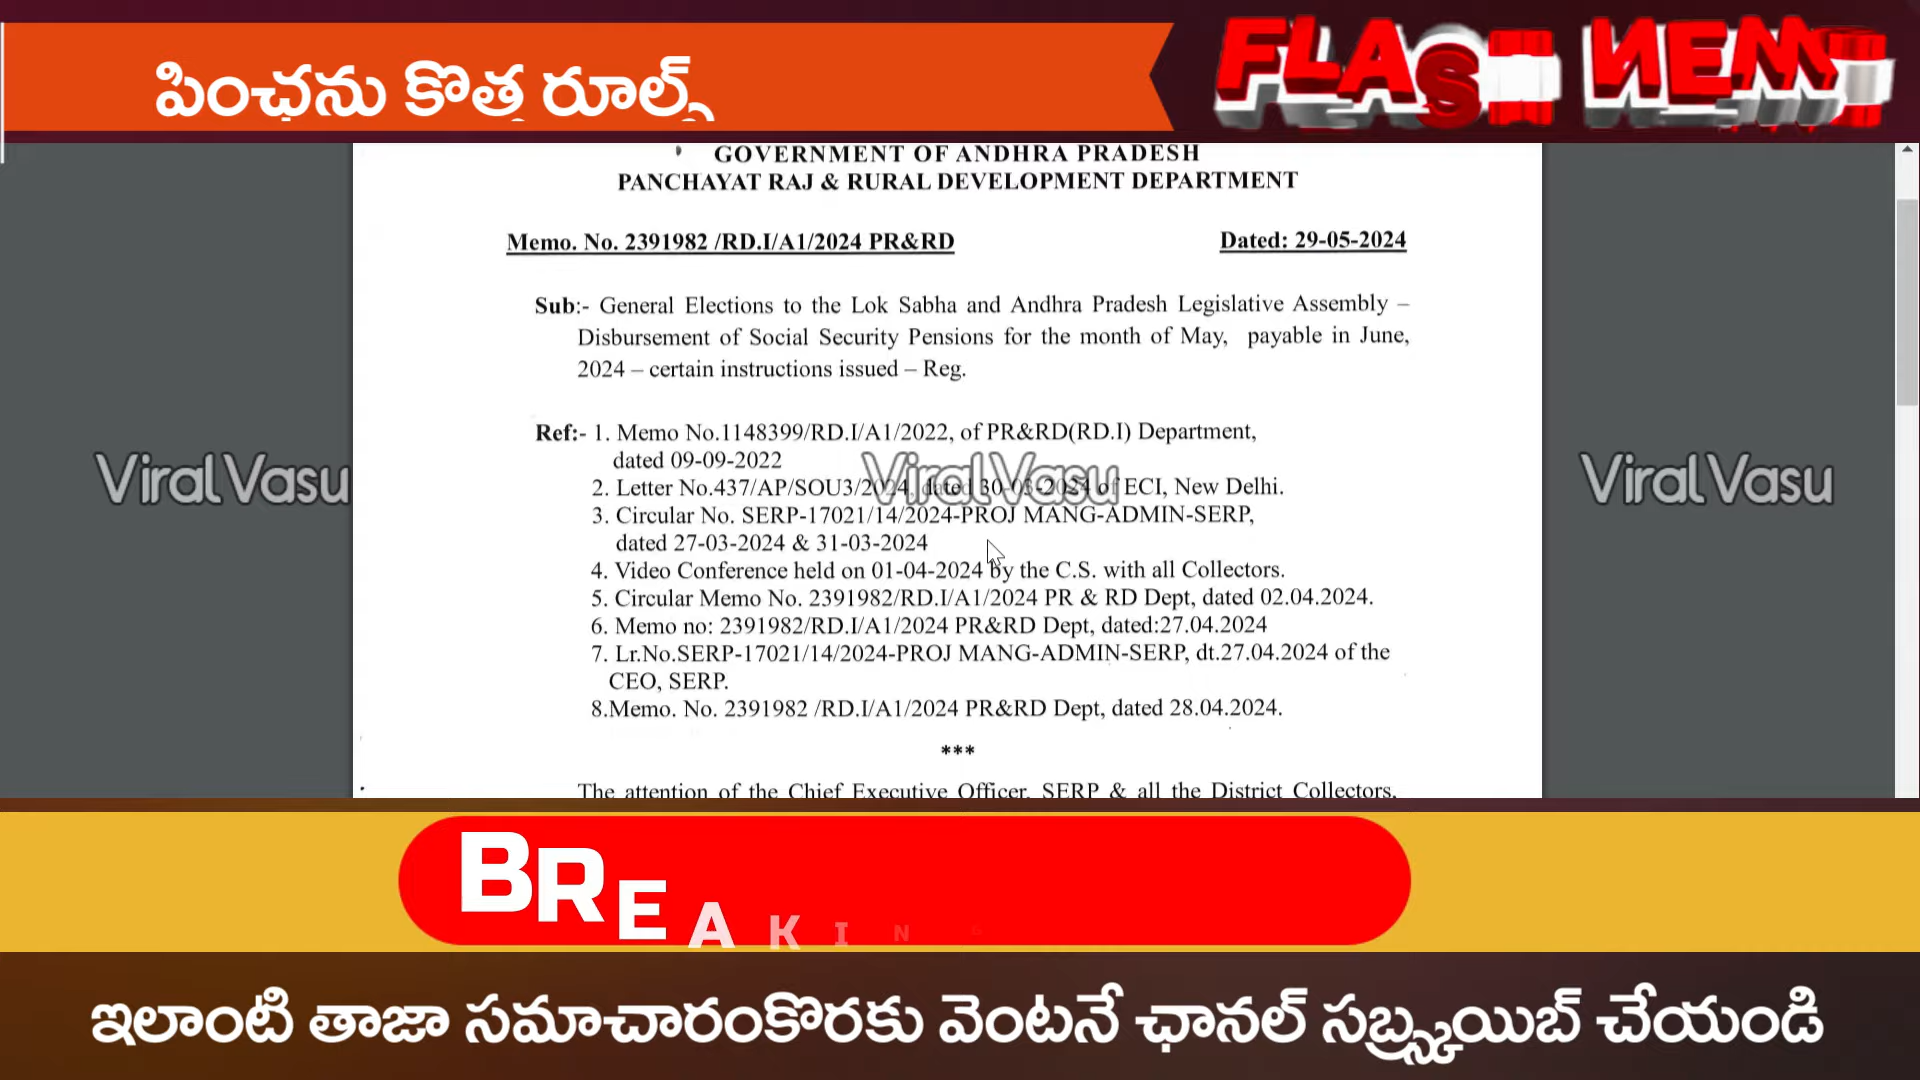 పింఛను కొత్త రూల్స్
FLASH NEWS
GOVERNMENT OF ANDHRA PRADESH
PANCHAYAT RAJ & RURAL DEVELOPMENT DEPARTMENT
Memo. No. 2391982 /RD.I/A1/2024 PR&RD Dated: 29-05-2024
Sub:- General Elections to the Lok Sabha and Andhra Pradesh Legislative Assembly –
Disbursement of Social Security Pensions for the month of May, payable in June,
2024 – certain instructions issued – Reg.
Ref:- 1. Memo No.1148399/RD.I/A1/2022, of PR&RD(RD.I) Department,
dated 09-09-2022
2. Letter No.437/AP/SOU3/2024, dated 30-03-2024 of ECI, New Delhi.
3. Circular No. SERP-17021/14/2024-PROJ MANG-ADMIN-SERP,
dated 27-03-2024 & 31-03-2024
4. Video Conference held on 01-04-2024 by the C.S. with all Collectors.
5. Circular Memo No. 2391982/RD.I/A1/2024 PR & RD Dept, dated 02.04.2024.
6. Memo no: 2391982/RD.I/A1/2024 PR&RD Dept, dated:27.04.2024
7. Lr.No.SERP-17021/14/2024-PROJ MANG-ADMIN-SERP, dt.27.04.2024 of the
CEO, SERP.
8.Memo. No. 2391982 /RD.I/A1/2024 PR&RD Dept, dated 28.04.2024.
***
The attention of the Chief Executive Officer, SERP & all the District Collectors,
Viral Vasu Viral Vasu Viral Vasu
BREAKING
ఇలాంటి తాజా సమాచారంకొరకు వెంటనే ఛానల్ సబ్స్క్రయిబ్ చేయండి